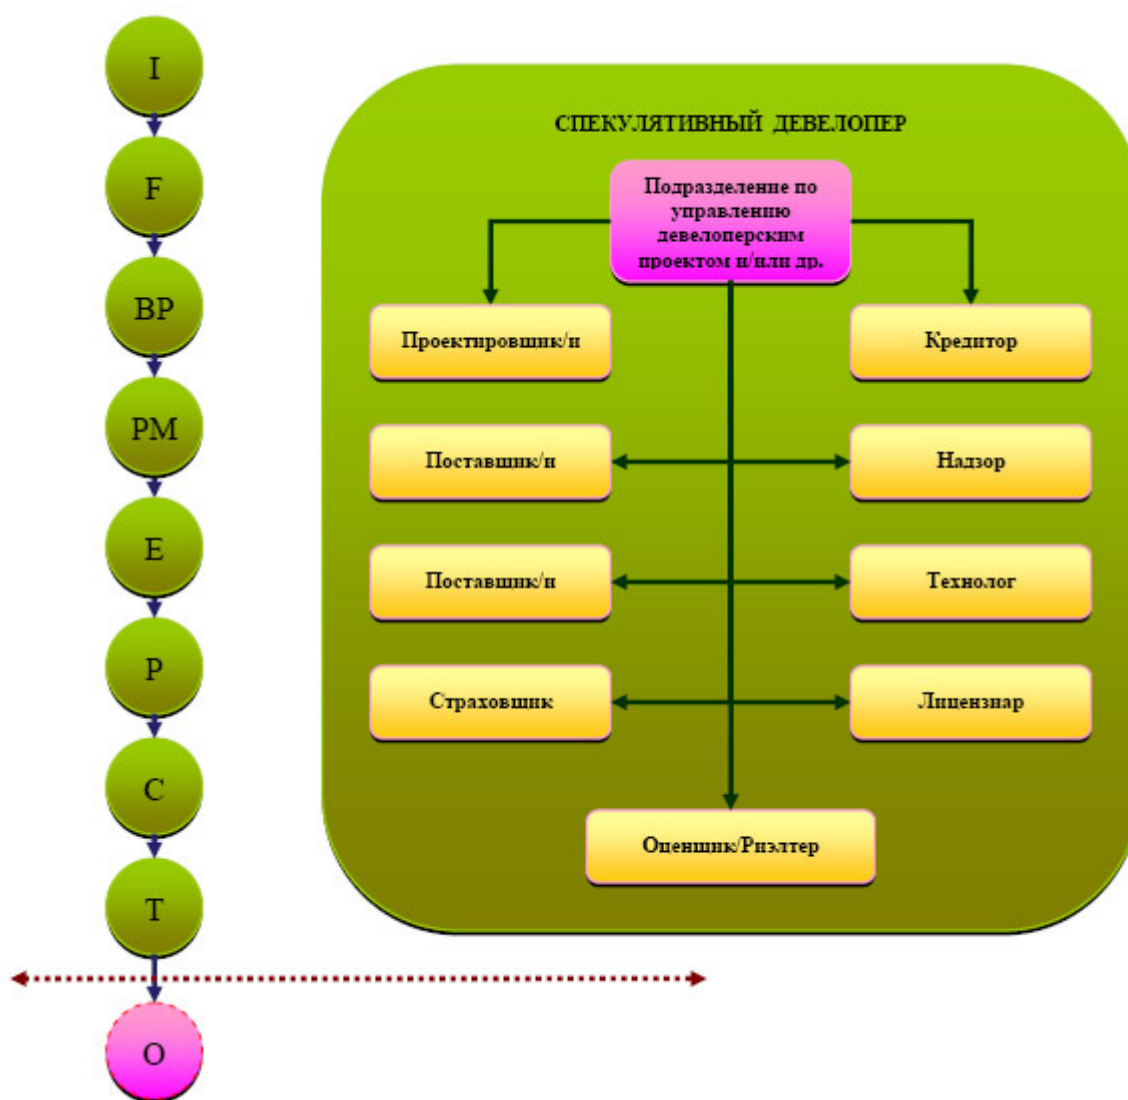 I
F
BP
PM
E
P
C
T
O
СПЕКУЛЯТИВНЫЙ ДЕВЕЛОПЕР
Подразделение по
управлению
девелоперским
проектом и/или др.
Проектировщик/и
Кредитор
Поставщик/и
Надзор
Поставщик/и
Технолог
Страховщик
Лицензиар
Оценщик/Риэлтер